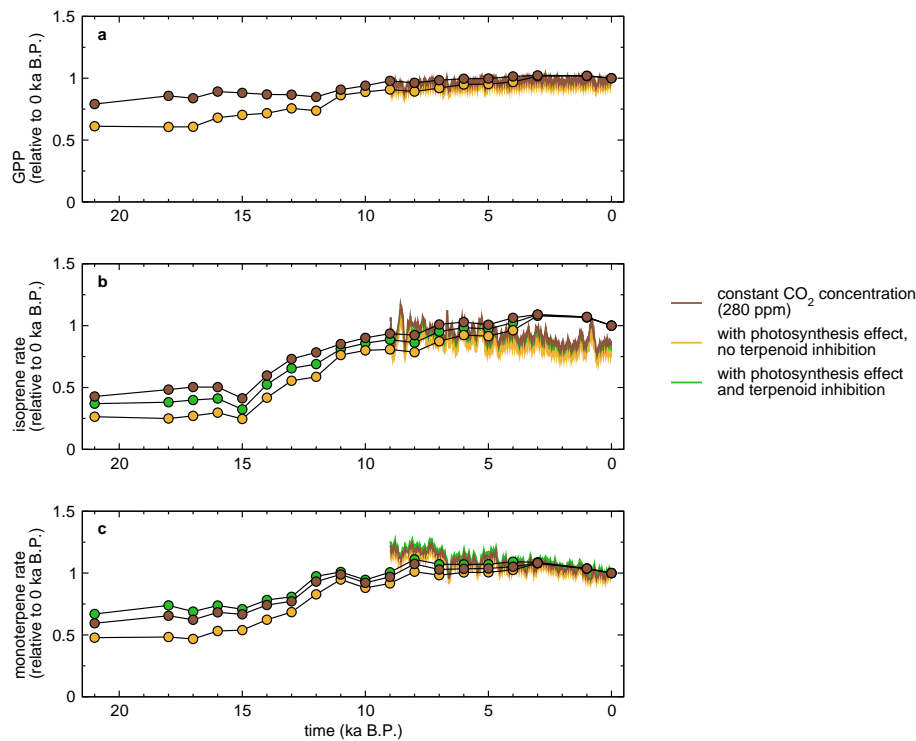 a
1.5
1
0.5
0
GPP
(relative to 0 ka B.P.)
20 15 10 5 0
b
1.5
1
0.5
0
isoprene rate
(relative to 0 ka B.P.)
20 15 10 5 0
constant CO2 concentration
(280 ppm)
with photosynthesis effect,
no terpenoid inhibition
with photosynthesis effect
and terpenoid inhibition
c
1.5
1
0.5
0
monoterpene rate
(relative to 0 ka B.P.)
20 15 10 5 0
time (ka B.P.)